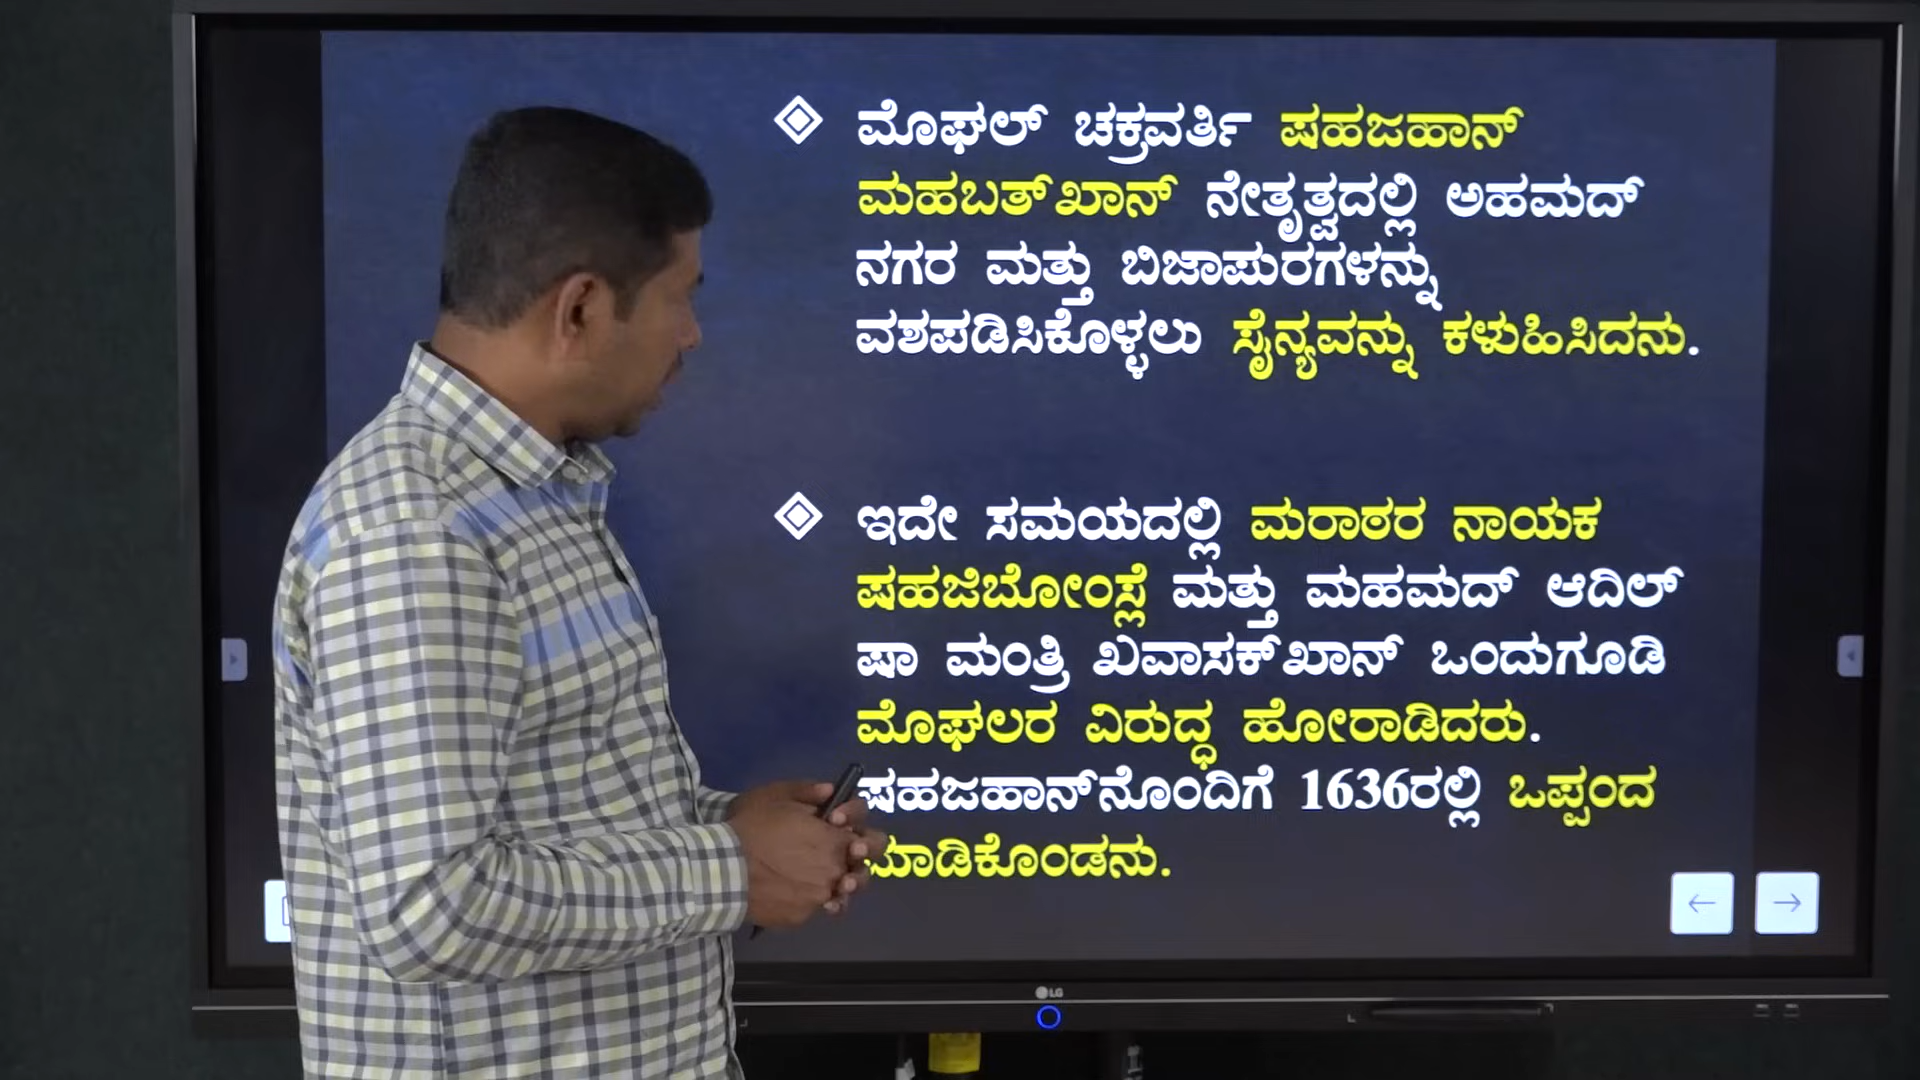 ಮೊಘಲ್ ಚಕ್ರವರ್ತಿ ಷಹಜಹಾನ್
ಮಹಬತ್‌ಖಾನ್ ನೇತೃತ್ವದಲ್ಲಿ ಅಹಮದ್
ನಗರ ಮತ್ತು ಬಿಜಾಪುರಗಳನ್ನು
ವಶಪಡಿಸಿಕೊಳ್ಳಲು ಸೈನ್ಯವನ್ನು ಕಳುಹಿಸಿದನು.
ಇದೇ ಸಮಯದಲ್ಲಿ ಮರಾಠರ ನಾಯಕ
ಷಹಜಿಬೋಂಸ್ಲೆ ಮತ್ತು ಮಹಮದ್ ಆದಿಲ್
ಷಾ ಮಂತ್ರಿ ಖವಾಸಕ್‌ಖಾನ್ ಒಂದುಗೂಡಿ
ಮೊಘಲರ ವಿರುದ್ಧ ಹೋರಾಡಿದರು.
ಷಹಜಹಾನ್‌ನೊಂದಿಗೆ 1636ರಲ್ಲಿ ಒಪ್ಪಂದ
ಮಾಡಿಕೊಂಡನು.
LG